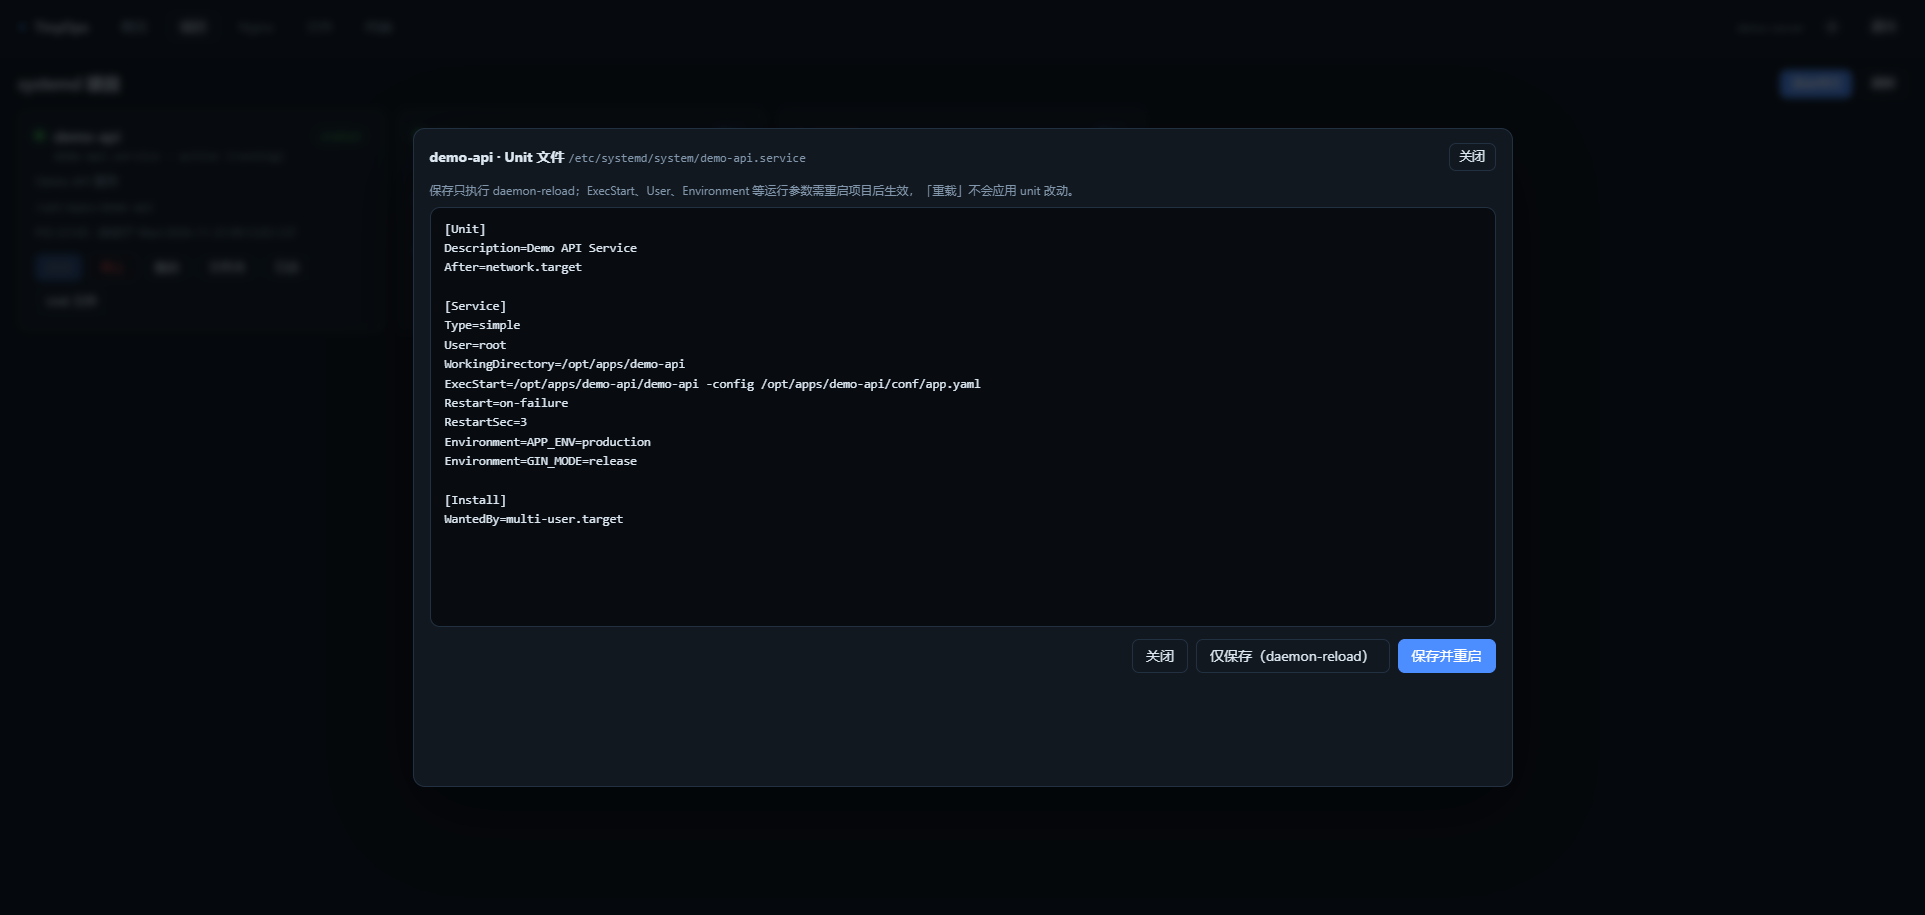 demo-api · Unit 文件 /etc/systemd/system/demo-api.service
关闭
保存只执行 daemon-reload；ExecStart、User、Environment 等运行参数需重启项目后生效，「重载」不会应用 unit 改动。
[Unit]
Description=Demo API Service
After=network.target
[Service]
Type=simple
User=root
WorkingDirectory=/opt/apps/demo-api
ExecStart=/opt/apps/demo-api/demo-api -config /opt/apps/demo-api/conf/app.yaml
Restart=on-failure
RestartSec=3
Environment=APP_ENV=production
Environment=GIN_MODE=release
[Install]
WantedBy=multi-user.target
关闭
仅保存（daemon-reload）
保存并重启